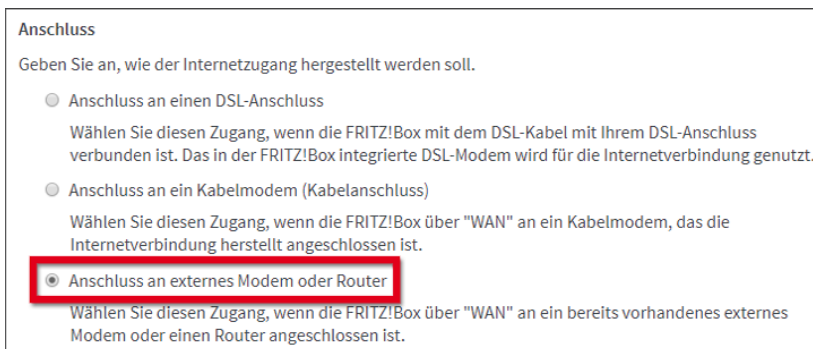 Anschluss
Geben Sie an, wie der Internetzugang hergestellt werden soll.
Anschluss an einen DSL-Anschluss
Wählen Sie diesen Zugang, wenn die FRITZ!Box mit dem DSL-Kabel mit Ihrem DSL-Anschluss
verbunden ist. Das in der FRITZ!Box integrierte DSL-Modem wird für die Internetverbindung genutzt.
Anschluss an ein Kabelmodem (Kabelanschluss)
Wählen Sie diesen Zugang, wenn die FRITZ!Box über "WAN" an ein Kabelmodem, das die
Internetverbindung herstellt angeschlossen ist.
Anschluss an externes Modem oder Router
Wählen Sie diesen Zugang, wenn die FRITZ!Box über "WAN" an ein bereits vorhandenes externes
Modem oder einen Router angeschlossen ist.